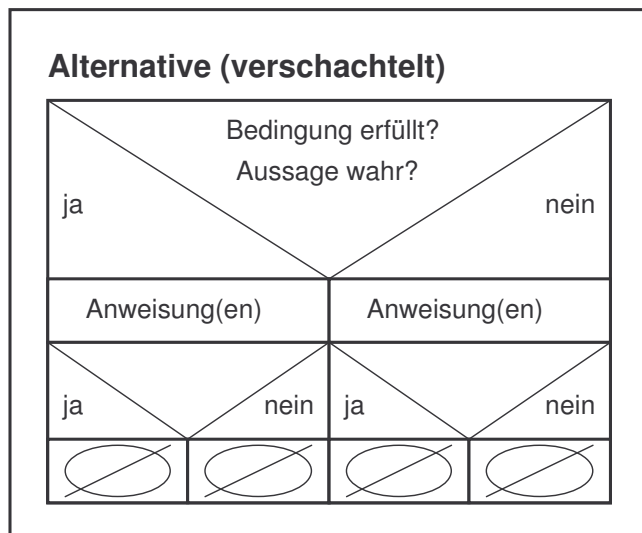 Alternative (verschachtelt)
Bedingung erfüllt?
Aussage wahr?
ja nein
Anweisung(en) Anweisung(en)
ja nein ja nein